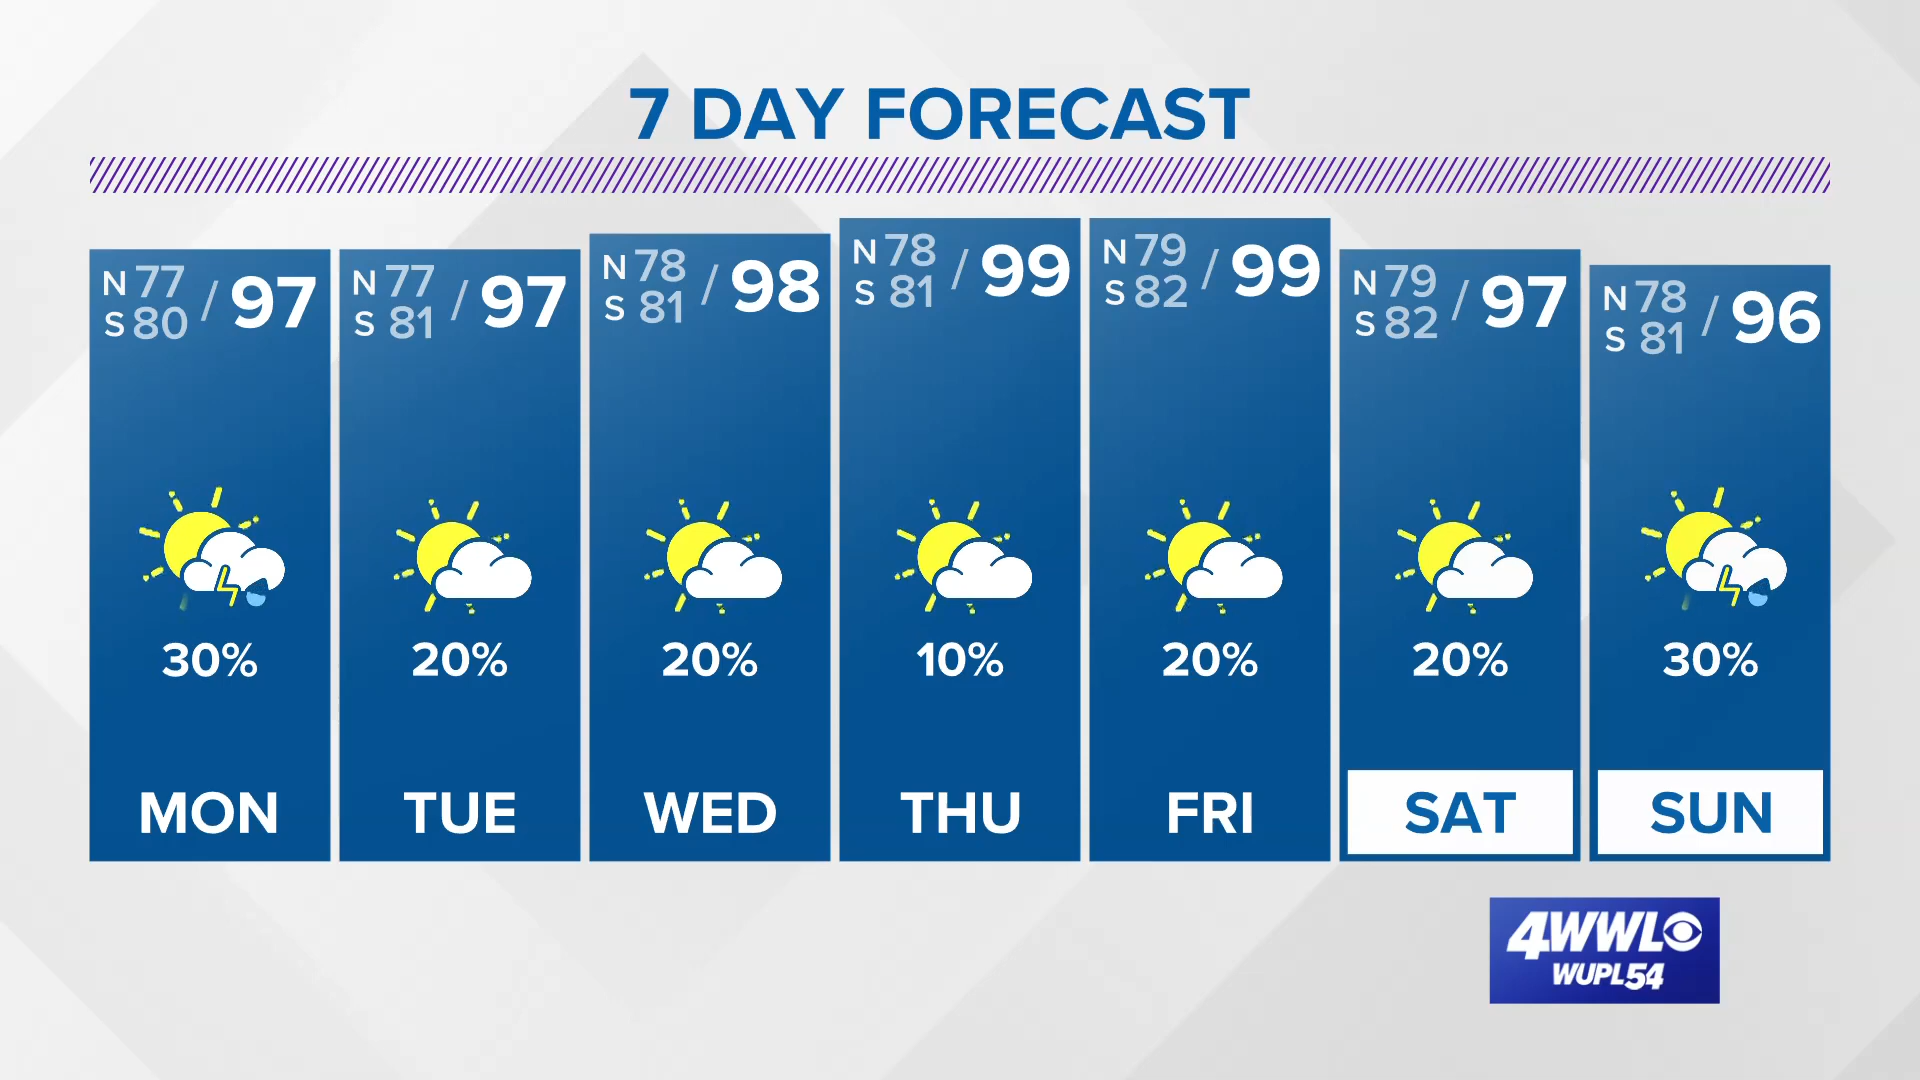 7 DAY FORECAST
N 77
S 80 / 97
N 77
S 81 / 97
N 78
S 81 / 98
N 78
S 81 / 99
N 79
S 82 / 99
N 79
S 82 / 97
N 78
S 81 / 96
30% 20% 20% 10% 20% 20% 30%
MON TUE WED THU FRI SAT SUN
4WWL
WUPL54